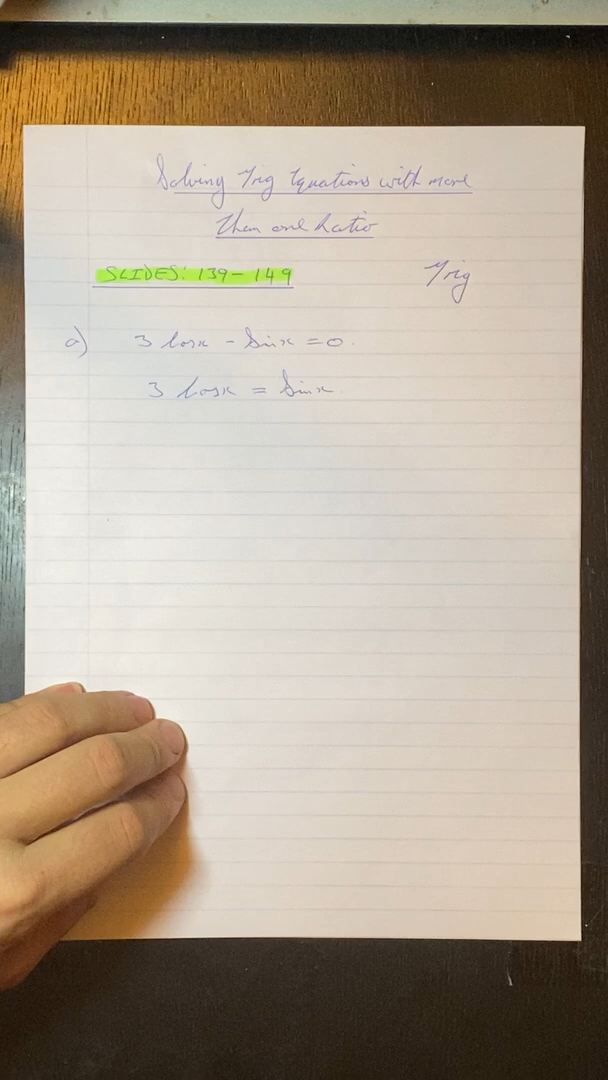 Solving Trig Equations with more
than one Ratio
SLIDES: 139-149
Trig
a) 3 Cosx - Sinx = 0.
3 Cosx = Sinx